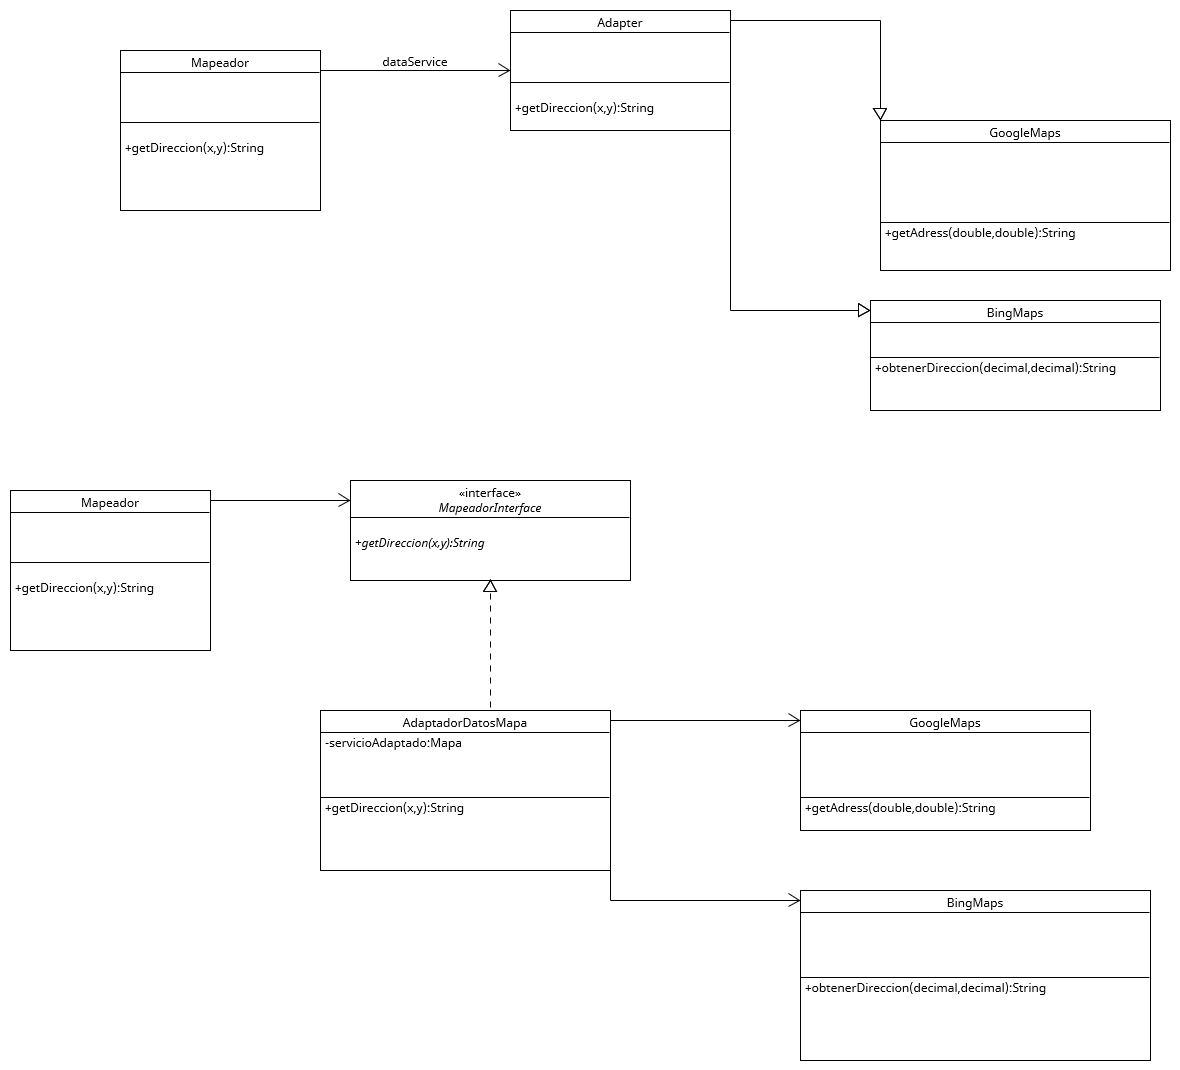 Adapter
Mapeador
dataService
+getDireccion(x,y):String
+getDireccion(x,y):String
GoogleMaps
+getAdress(double,double):String
BingMaps
+obtenerDireccion(decimal,decimal):String
Mapeador
+getDireccion(x,y):String
«interface»
MapeadorInterface
+getDireccion(x,y):String
AdaptadorDatosMapa
-servicioAdaptado:Mapa
+getDireccion(x,y):String
GoogleMaps
+getAdress(double,double):String
BingMaps
+obtenerDireccion(decimal,decimal):String